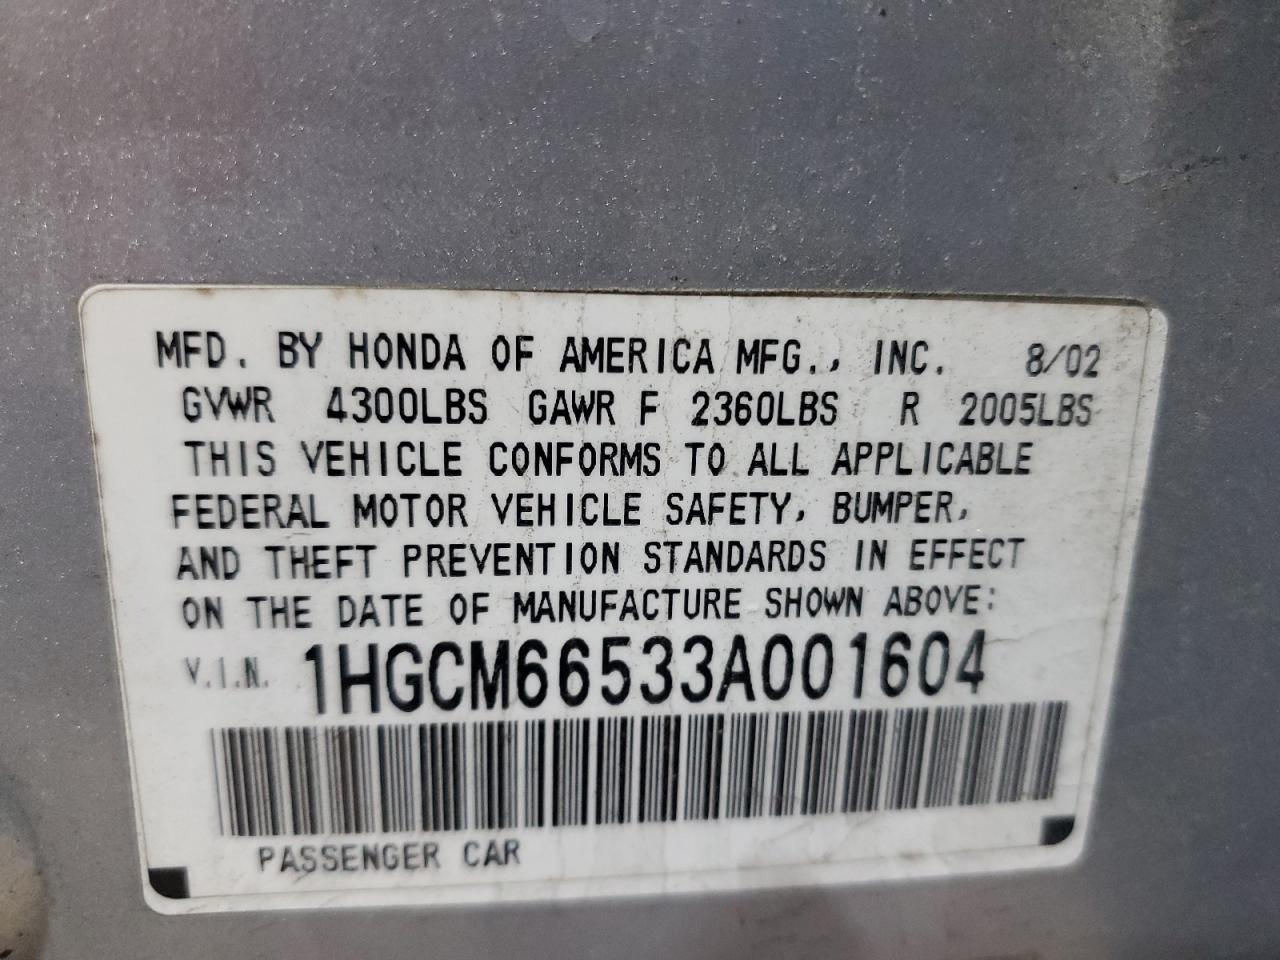 MFD. BY HONDA OF AMERICA MFG., INC. 8/02
GVWR 4300LBS GAWR F 2360LBS R 2005LBS
THIS VEHICLE CONFORMS TO ALL APPLICABLE
FEDERAL MOTOR VEHICLE SAFETY, BUMPER,
AND THEFT PREVENTION STANDARDS IN EFFECT
ON THE DATE OF MANUFACTURE SHOWN ABOVE:
V.I.N. 1HGCM66533A001604
PASSENGER CAR